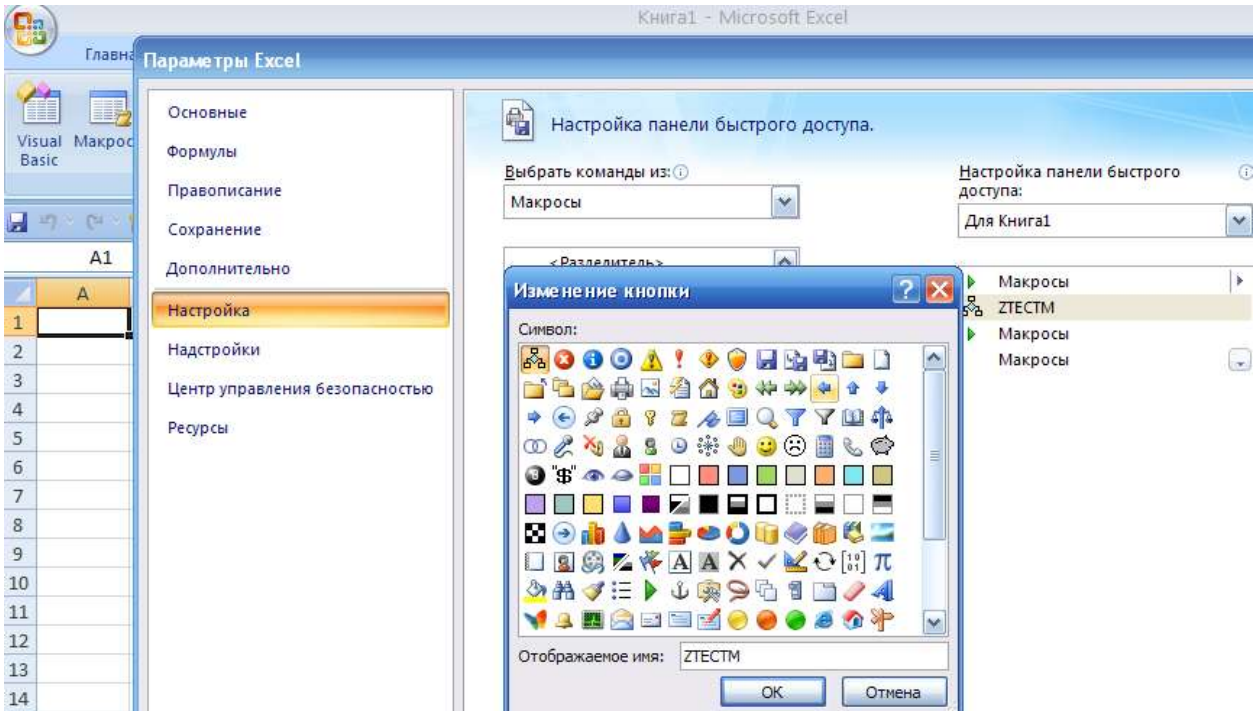 Книга1 - Microsoft Excel
Главна
Параметры Excel
Visual Basic
Макрос
Основные
Формулы
Правописание
Сохранение
Дополнительно
Настройка
Надстройки
Центр управления безопасностью
Ресурсы
Настройка панели быстрого доступа.
Выбрать команды из:
Макросы
<Разделитель>
Настройка панели быстрого
доступа:
Для Книга1
Макросы
ZTECTM
Макросы
Макросы
A1
A
1
2
3
4
5
6
7
8
9
10
11
12
13
14
Изменение кнопки
Символ:
Отображаемое имя: ZTECTM
ОК
Отмена